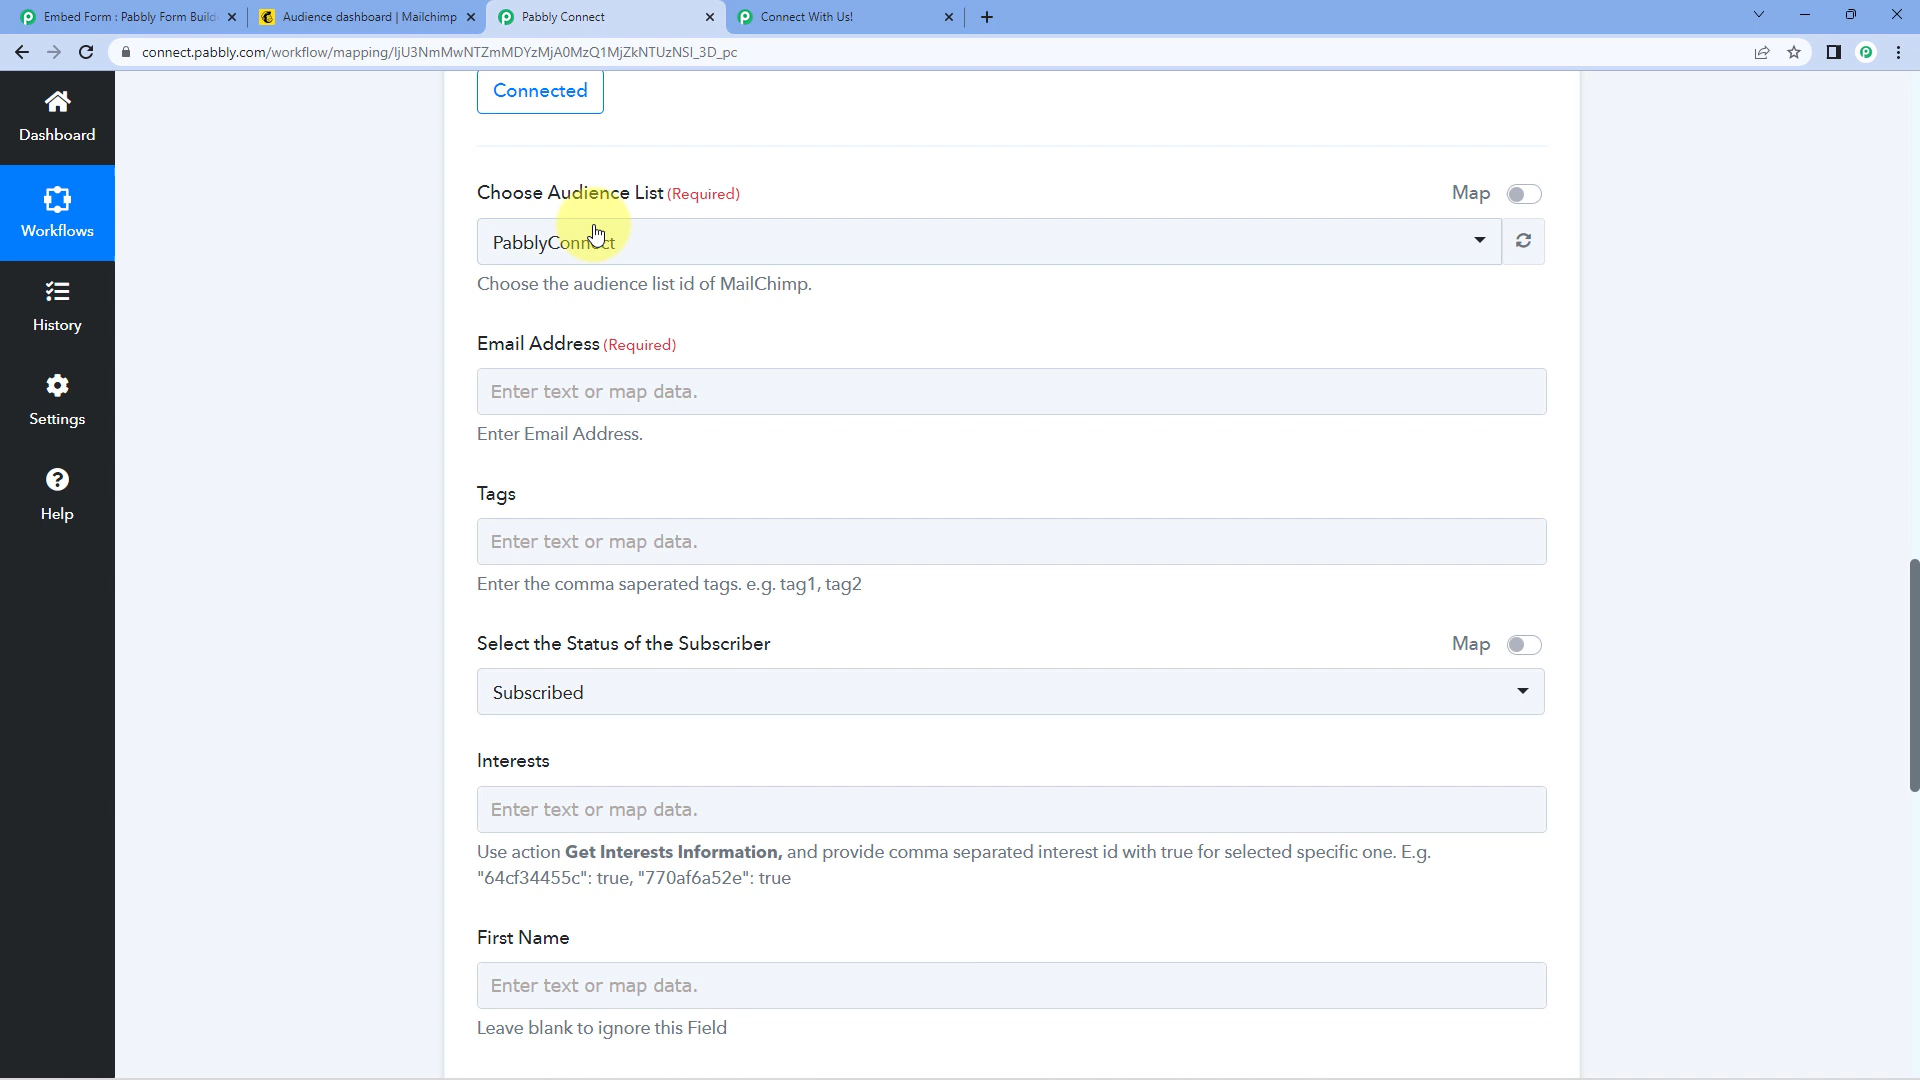 Embed Form : Pabbly Form Build
Audience dashboard | Mailchimp
Pabbly Connect
Connect With Us!
connect.pabbly.com/workflow/mapping/IjU3NmMwNTZmMDYzMjA0MzQ1MjZkNTUzNSI_3D_pc
Connected
Dashboard
Choose Audience List (Required)
Map
Workflows
PabblyConnect
Choose the audience list id of MailChimp.
History
Email Address (Required)
Enter text or map data.
Settings
Enter Email Address.
Tags
Help
Enter text or map data.
Enter the comma saperated tags. e.g. tag1, tag2
Select the Status of the Subscriber
Map
Subscribed
Interests
Enter text or map data.
Use action Get Interests Information, and provide comma separated interest id with true for selected specific one. E.g.
"64cf34455c": true, "770af6a52e": true
First Name
Enter text or map data.
Leave blank to ignore this Field